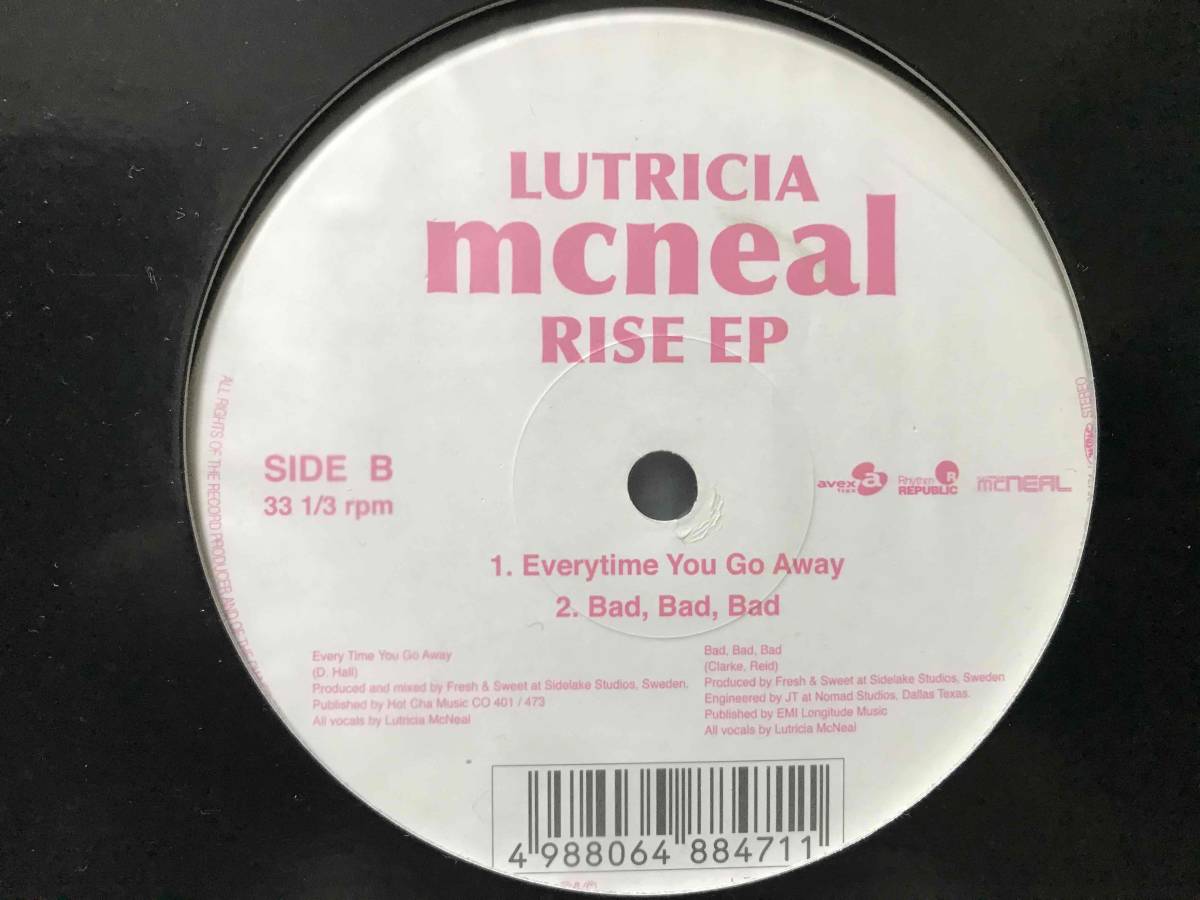 LUTRICIA
mcneal
RISE EP
SIDE B
33 1/3 rpm
avex
trax
Rhythm
REPUBLIC
R
a
MCNEAL
STEREO
ALL RIGHTS OF THE RECORD PRODUCER AND OF THE
1. Everytime You Go Away
2. Bad, Bad, Bad
Every Time You Go Away
(D. Hall)
Produced and mixed by Fresh & Sweet at Sidelake Studios, Sweden.
Published by Hot Cha Music CO 401 / 473
All vocals by Lutricia McNeal
Bad, Bad, Bad
(Clarke, Reid)
Produced by Fresh & Sweet at Sidelake Studios, Sweden
Engineered by JT at Nomad Studios, Dallas Texas.
Published by EMI Longitude Music
All vocals by Lutricia McNeal
4 988064 884711